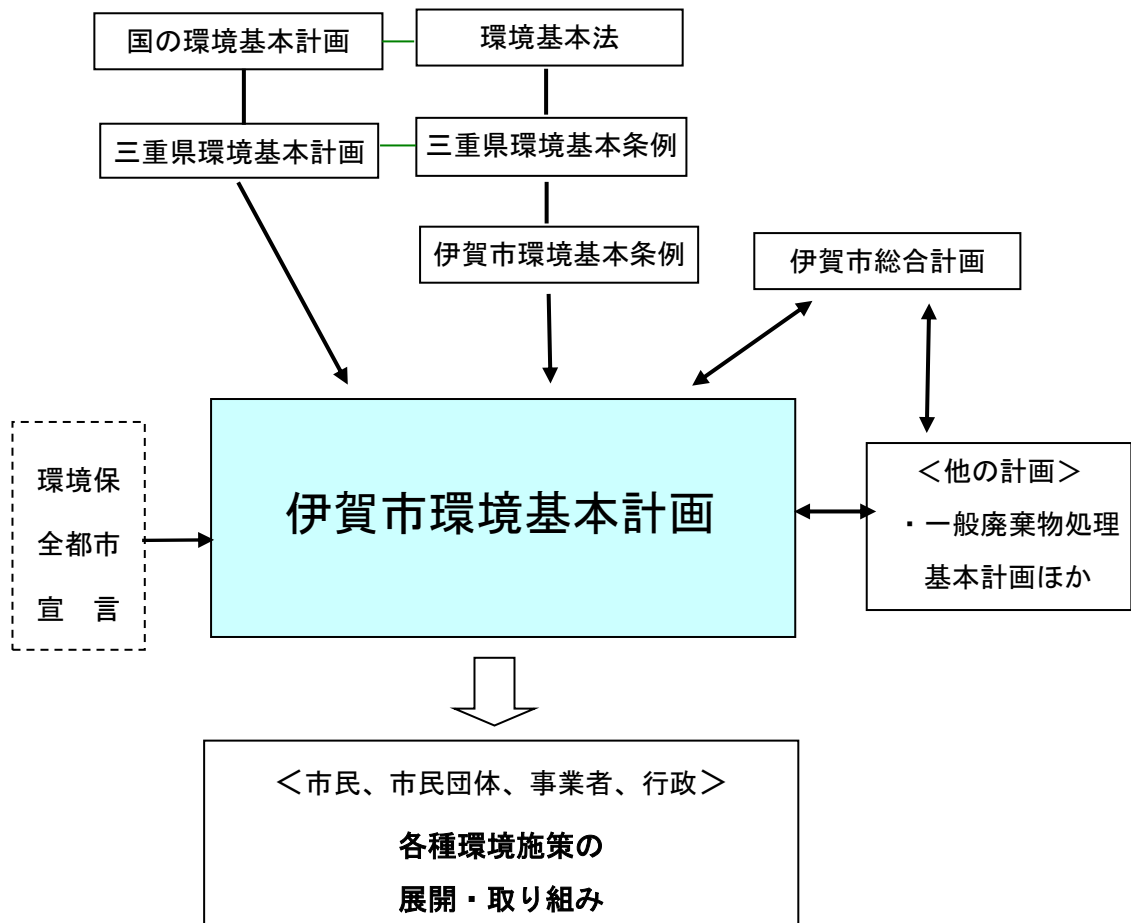 国の環境基本計画
環境基本法
三重県環境基本計画
三重県環境基本条例
伊賀市環境基本条例
伊賀市総合計画
環境保
全都市
宣　言
伊賀市環境基本計画
＜他の計画＞
・一般廃棄物処理
基本計画ほか
＜市民、市民団体、事業者、行政＞
各種環境施策の
展開・取り組み